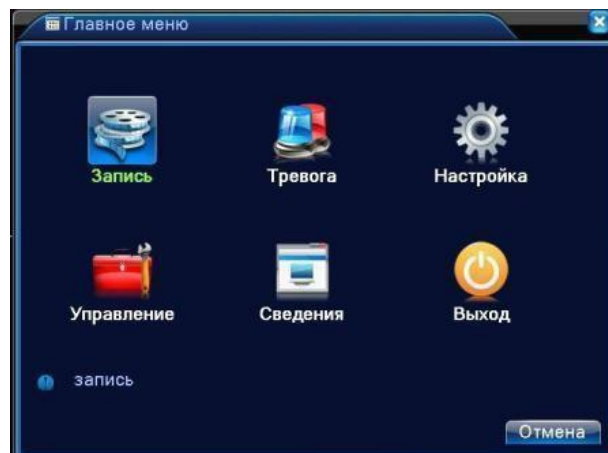 Главное меню
Запись Тревога Настройка
Управление Сведения Выход
запись
Отмена